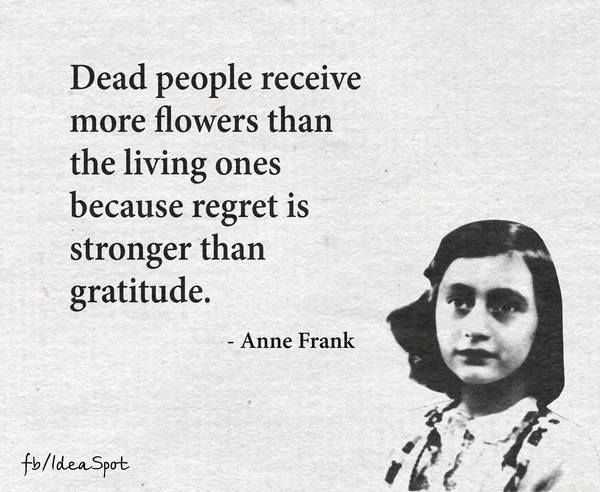 Dead people receive
more flowers than
the living ones
because regret is
stronger than
gratitude.
- Anne Frank
fb/IdeaSpot